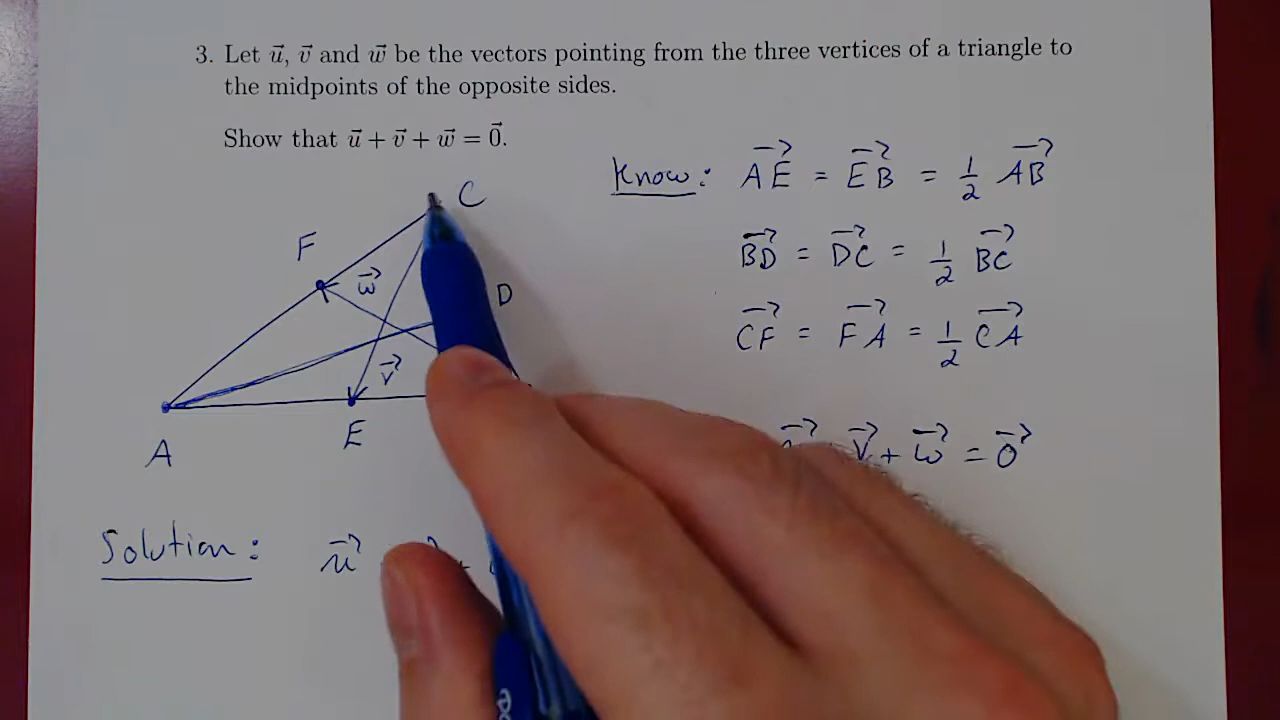 3. Let u⃗, v⃗ and w⃗ be the vectors pointing from the three vertices of a triangle to
the midpoints of the opposite sides.
Show that u⃗ + v⃗ + w⃗ = 0⃗.
C
F
w⃗
D
v⃗
A
E
Know: AE⃗ = EB⃗ = 1/2 AB⃗
BD⃗ = DC⃗ = 1/2 BC⃗
CF⃗ = FA⃗ = 1/2 CA⃗
v⃗ + w⃗ = 0⃗
Solution: u⃗